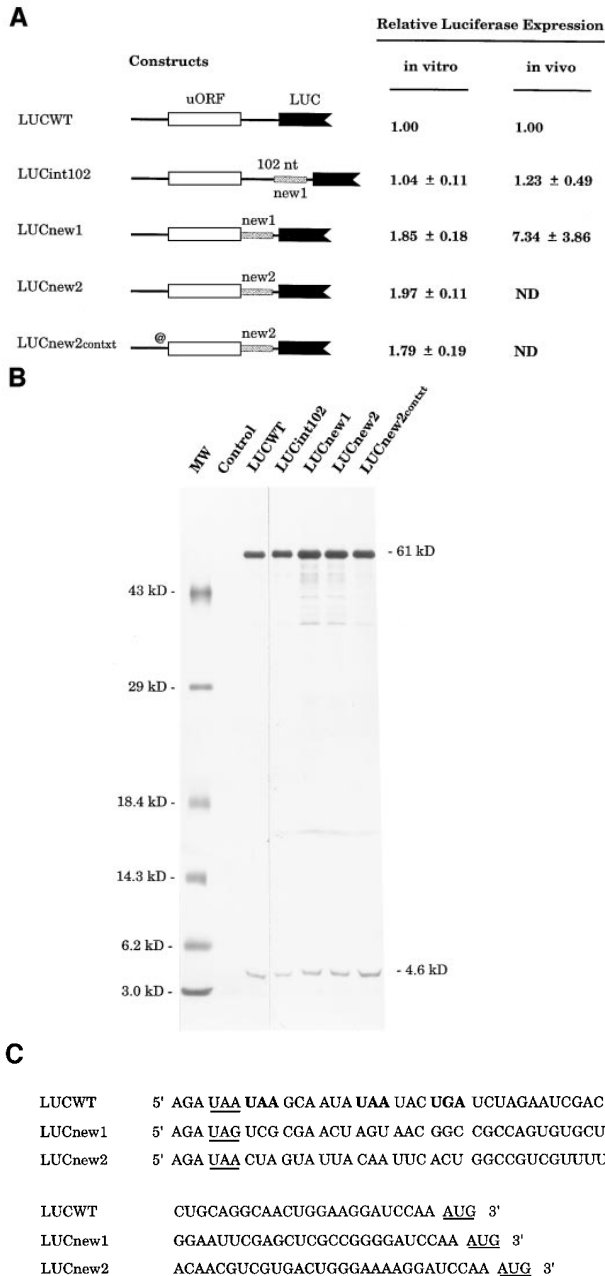 A
Relative Luciferase Expression
Constructs
in vitro
in vivo
uORF
LUC
LUCWT
1.00
1.00
102 nt
LUCint102
1.04 ± 0.11
1.23 ± 0.49
new1
new1
LUCnew1
1.85 ± 0.18
7.34 ± 3.86
new2
LUCnew2
1.97 ± 0.11
ND
@
new2
LUCnew2contxt
1.79 ± 0.19
ND
B
MW
Control
LUCWT
LUCint102
LUCnew1
LUCnew2
LUCnew2contxt
- 61 kD
43 kD -
29 kD -
18.4 kD -
14.3 kD -
6.2 kD -
- 4.6 kD
3.0 kD -
C
LUCWT 5' AGA UAA UAA GCA AUA UAA UAC UGA UCUAGAAUCGAC
LUCnew1 5' AGA UAG UCG CGA ACU AGU AAC GGC CGCCAGUGUGCU
LUCnew2 5' AGA UAA CUA GUA UUA CAA UUC ACU GGCCGUCGUUUU
LUCWT CUGCAGGCAACUGGAAGGAUCCAA AUG 3'
LUCnew1 GGAAUUCGAGCUCGCCGGGGAUCCAA AUG 3'
LUCnew2 ACAACGUCGUGACUGGGAAAAGGAUCCAA AUG 3'